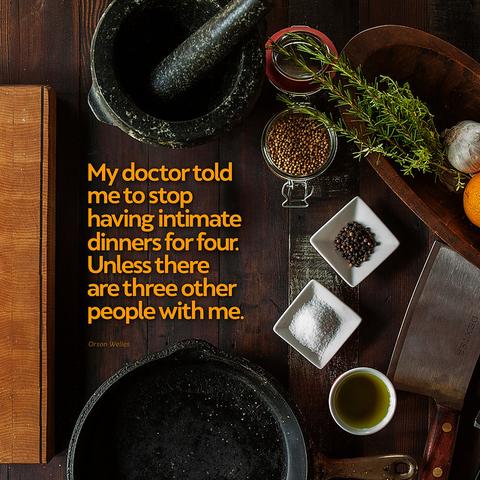 My doctor told
me to stop
having intimate
dinners for four.
Unless there
are three other
people with me.
Orson Welles